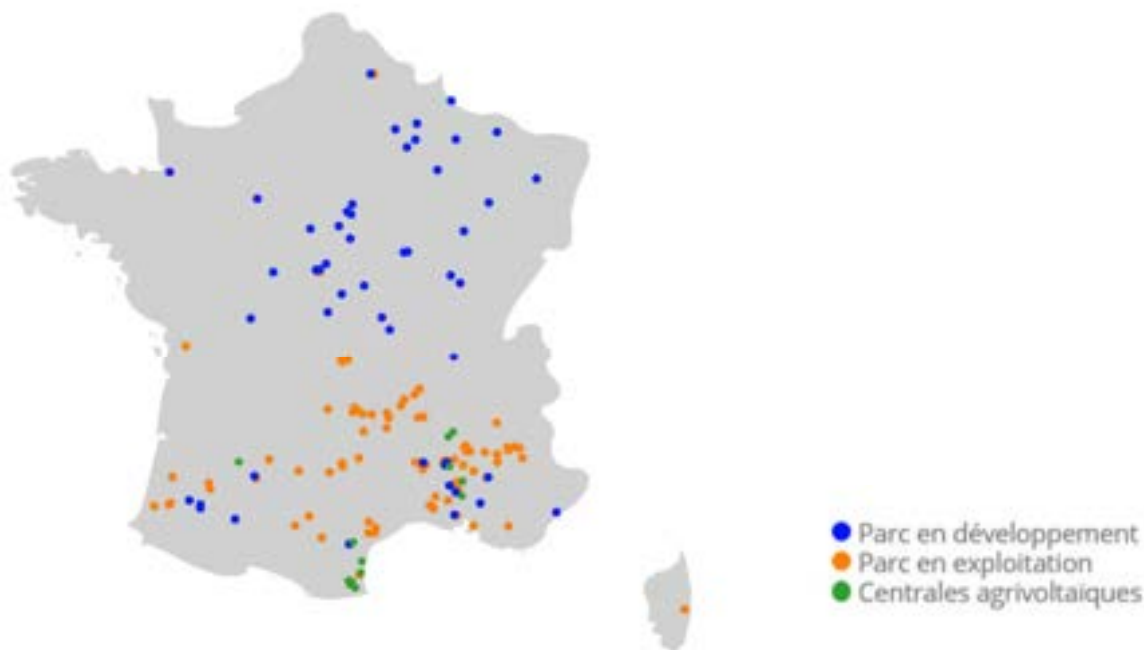 Parc en développement
Parc en exploitation
Centrales agrivoltaïques